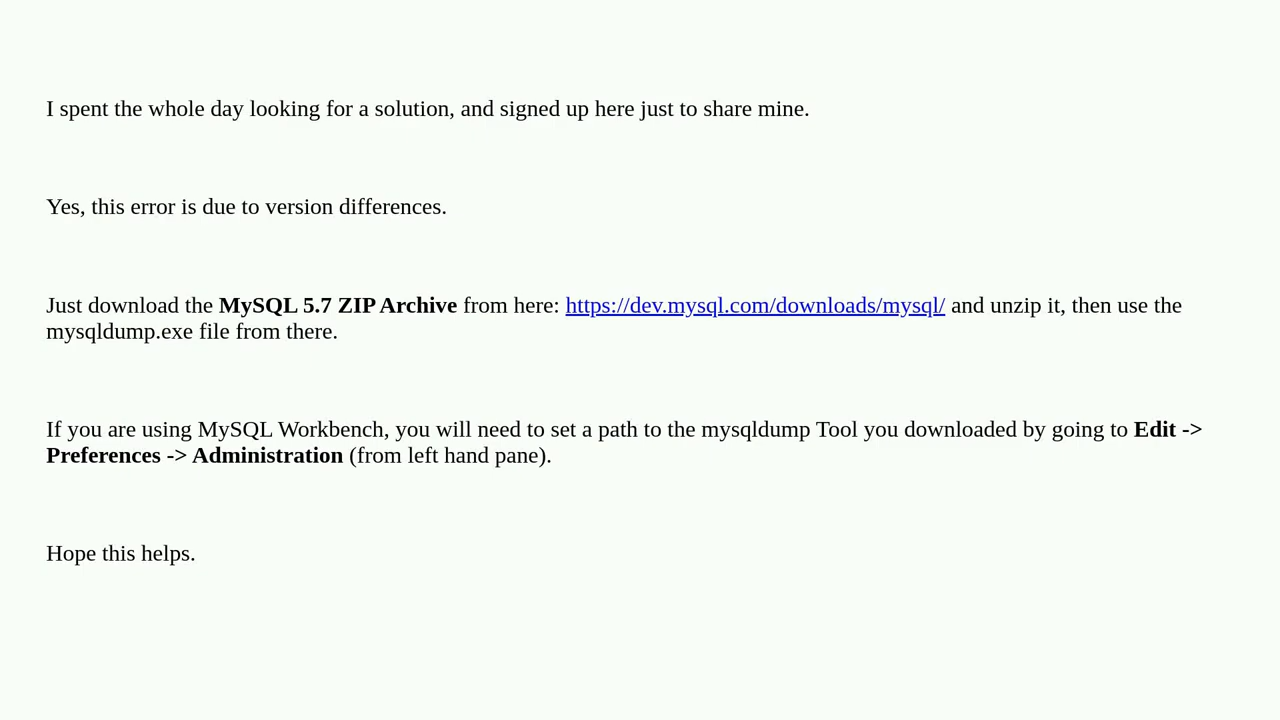 I spent the whole day looking for a solution, and signed up here just to share mine.
Yes, this error is due to version differences.
Just download the MySQL 5.7 ZIP Archive from here: https://dev.mysql.com/downloads/mysql/ and unzip it, then use the
mysqldump.exe file from there.
If you are using MySQL Workbench, you will need to set a path to the mysqldump Tool you downloaded by going to Edit ->
Preferences -> Administration (from left hand pane).
Hope this helps.